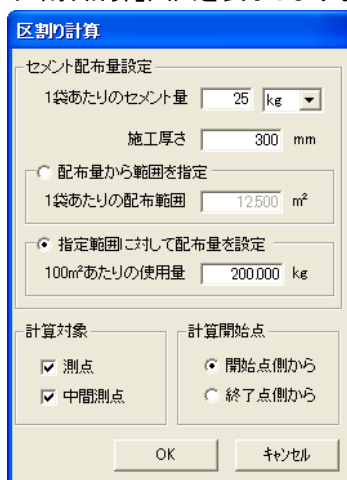 区割り計算
セメント配布量設定
1袋あたりのセメント量 25 kg
施工厚さ 300 mm
配布量から範囲を指定
1袋あたりの配布範囲 12.500 m²
指定範囲に対して配布量を設定
100m²あたりの使用量 200.000 kg
計算対象
測点
中間測点
計算開始点
開始点側から
終了点側から
OK キャンセル